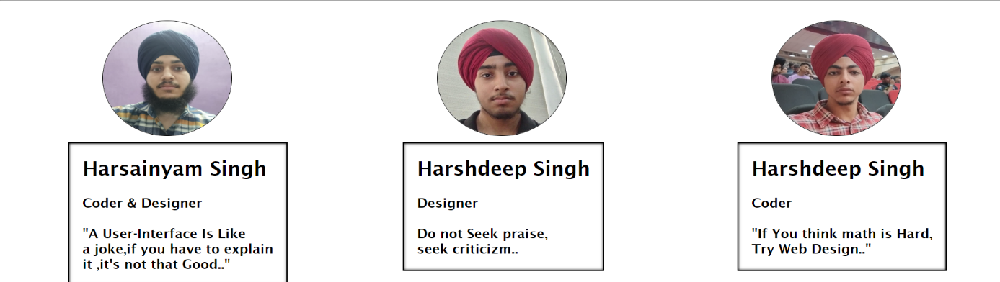 Harsainyam Singh
Coder & Designer
"A User-Interface Is Like
a joke,if you have to explain
it ,it's not that Good.."
Harshdeep Singh
Designer
Do not Seek praise,
seek criticizm..
Harshdeep Singh
Coder
"If You think math is Hard,
Try Web Design.."